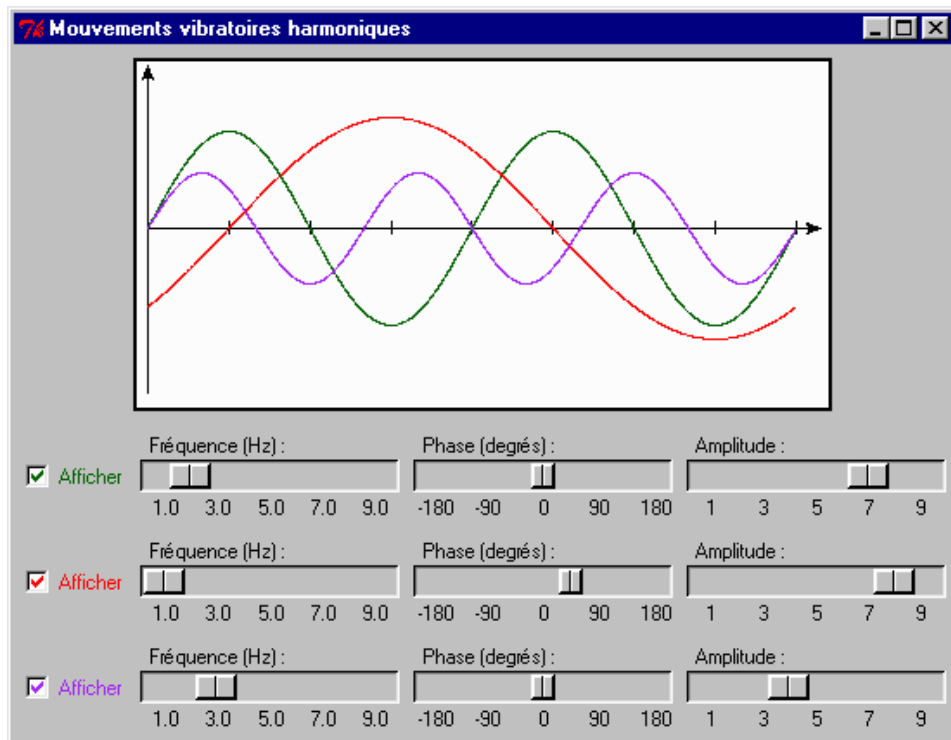 Mouvements vibratoires harmoniques
Fréquence (Hz) : Phase (degrés) : Amplitude :
Afficher
1.0 3.0 5.0 7.0 9.0 -180 -90 0 90 180 1 3 5 7 9
Fréquence (Hz) : Phase (degrés) : Amplitude :
Afficher
1.0 3.0 5.0 7.0 9.0 -180 -90 0 90 180 1 3 5 7 9
Fréquence (Hz) : Phase (degrés) : Amplitude :
Afficher
1.0 3.0 5.0 7.0 9.0 -180 -90 0 90 180 1 3 5 7 9